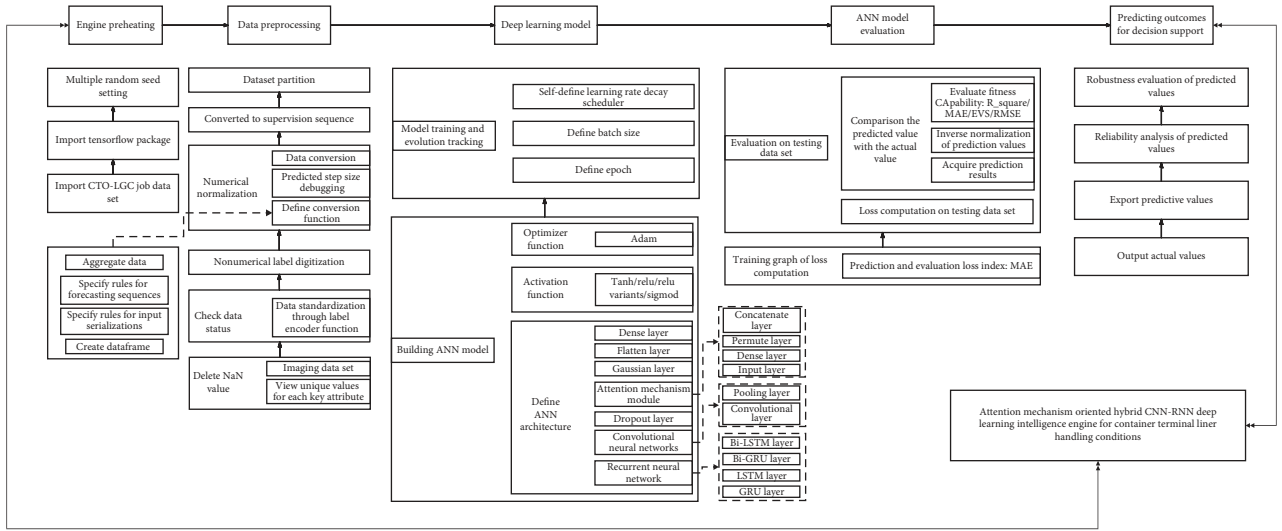 Engine preheating
Data preprocessing
Deep learning model
ANN model
evaluation
Predicting outcomes
for decision support
Multiple random seed
setting
Import tensorflow package
Import CTO-LGC job data
set
Aggregate data
Specify rules for
forecasting sequences
Specify rules for input
serializations
Create dataframe
Dataset partition
Converted to supervision sequence
Numerical
normalization
Data conversion
Predicted step size
debugging
Define conversion
function
Nonumerical label digitization
Check data
status
Data standardization
through label
encoder function
Delete NaN
value
Imaging data set
View unique values
for each key attribute
Model training and
evolution tracking
Self-define learning rate decay
scheduler
Define batch size
Define epoch
Building ANN model
Optimizer
function
Adam
Activation
function
Tanh/relu/relu
variants/sigmod
Define
ANN
architecture
Dense layer
Flatten layer
Gaussian layer
Attention mechanism
module
Dropout layer
Convolutional
neural networks
Recurrent neural
network
Concatenate
layer
Permute layer
Dense layer
Input layer
Pooling layer
Convolutional
layer
Bi-LSTM layer
Bi-GRU layer
LSTM layer
GRU layer
Evaluation on testing
data set
Comparison the
predicted value
with the actual
value
Evaluate fitness
CApability: R_square/
MAE/EVS/RMSE
Inverse normalization
of prediction values
Acquire prediction
results
Loss computation on testing data set
Training graph of loss
computation
Prediction and evaluation loss index: MAE
Robustness evaluation of predicted
values
Reliability analysis of predicted
values
Export predictive values
Output actual values
Attention mechanism oriented hybrid CNN-RNN deep
learning intelligence engine for container terminal liner
handling conditions